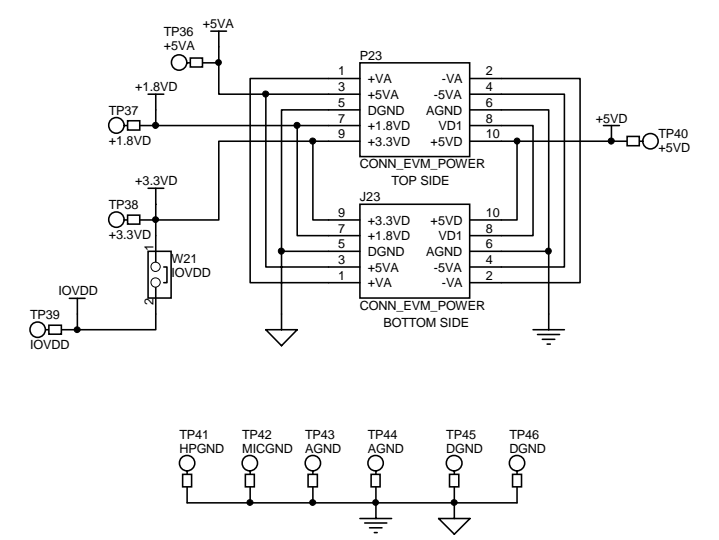 +5VA
TP36
+5VA
P23
1 +VA -VA 2
3 +5VA -5VA 4
5 DGND AGND 6
7 +1.8VD VD1 8
9 +3.3VD +5VD 10
CONN_EVM_POWER
TOP SIDE
+1.8VD
TP37
+1.8VD
+5VD
TP40
+5VD
+3.3VD
TP38
+3.3VD
J23
9 +3.3VD +5VD 10
7 +1.8VD VD1 8
5 DGND AGND 6
3 +5VA -5VA 4
1 +VA -VA 2
CONN_EVM_POWER
BOTTOM SIDE
1
W21
IOVDD
2
IOVDD
TP39
IOVDD
TP41 TP42 TP43 TP44 TP45 TP46
HPGND MICGND AGND AGND DGND DGND